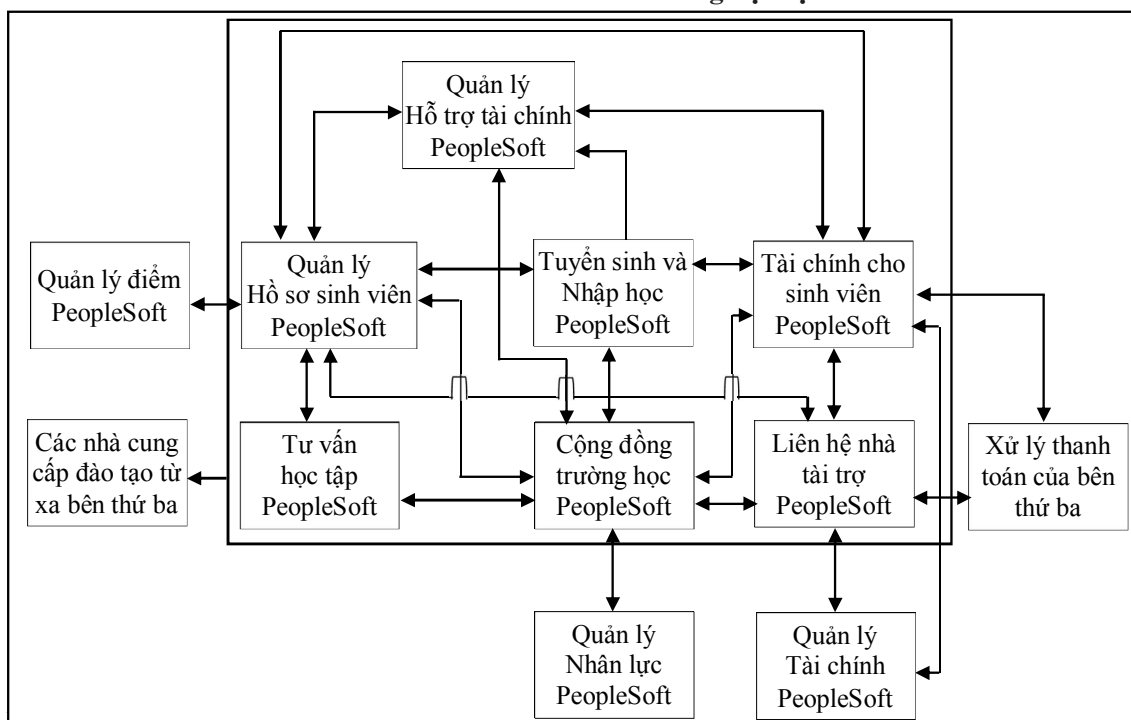 Quản lý
Hỗ trợ tài chính
PeopleSoft
Quản lý điểm
PeopleSoft
Quản lý
Hồ sơ sinh viên
PeopleSoft
Tuyển sinh và
Nhập học
PeopleSoft
Tài chính cho
sinh viên
PeopleSoft
Các nhà cung
cấp đào tạo từ
xa bên thứ ba
Tư vấn
học tập
PeopleSoft
Cộng đồng
trường học
PeopleSoft
Liên hệ nhà
tài trợ
PeopleSoft
Xử lý thanh
toán của bên
thứ ba
Quản lý
Nhân lực
PeopleSoft
Quản lý
Tài chính
PeopleSoft